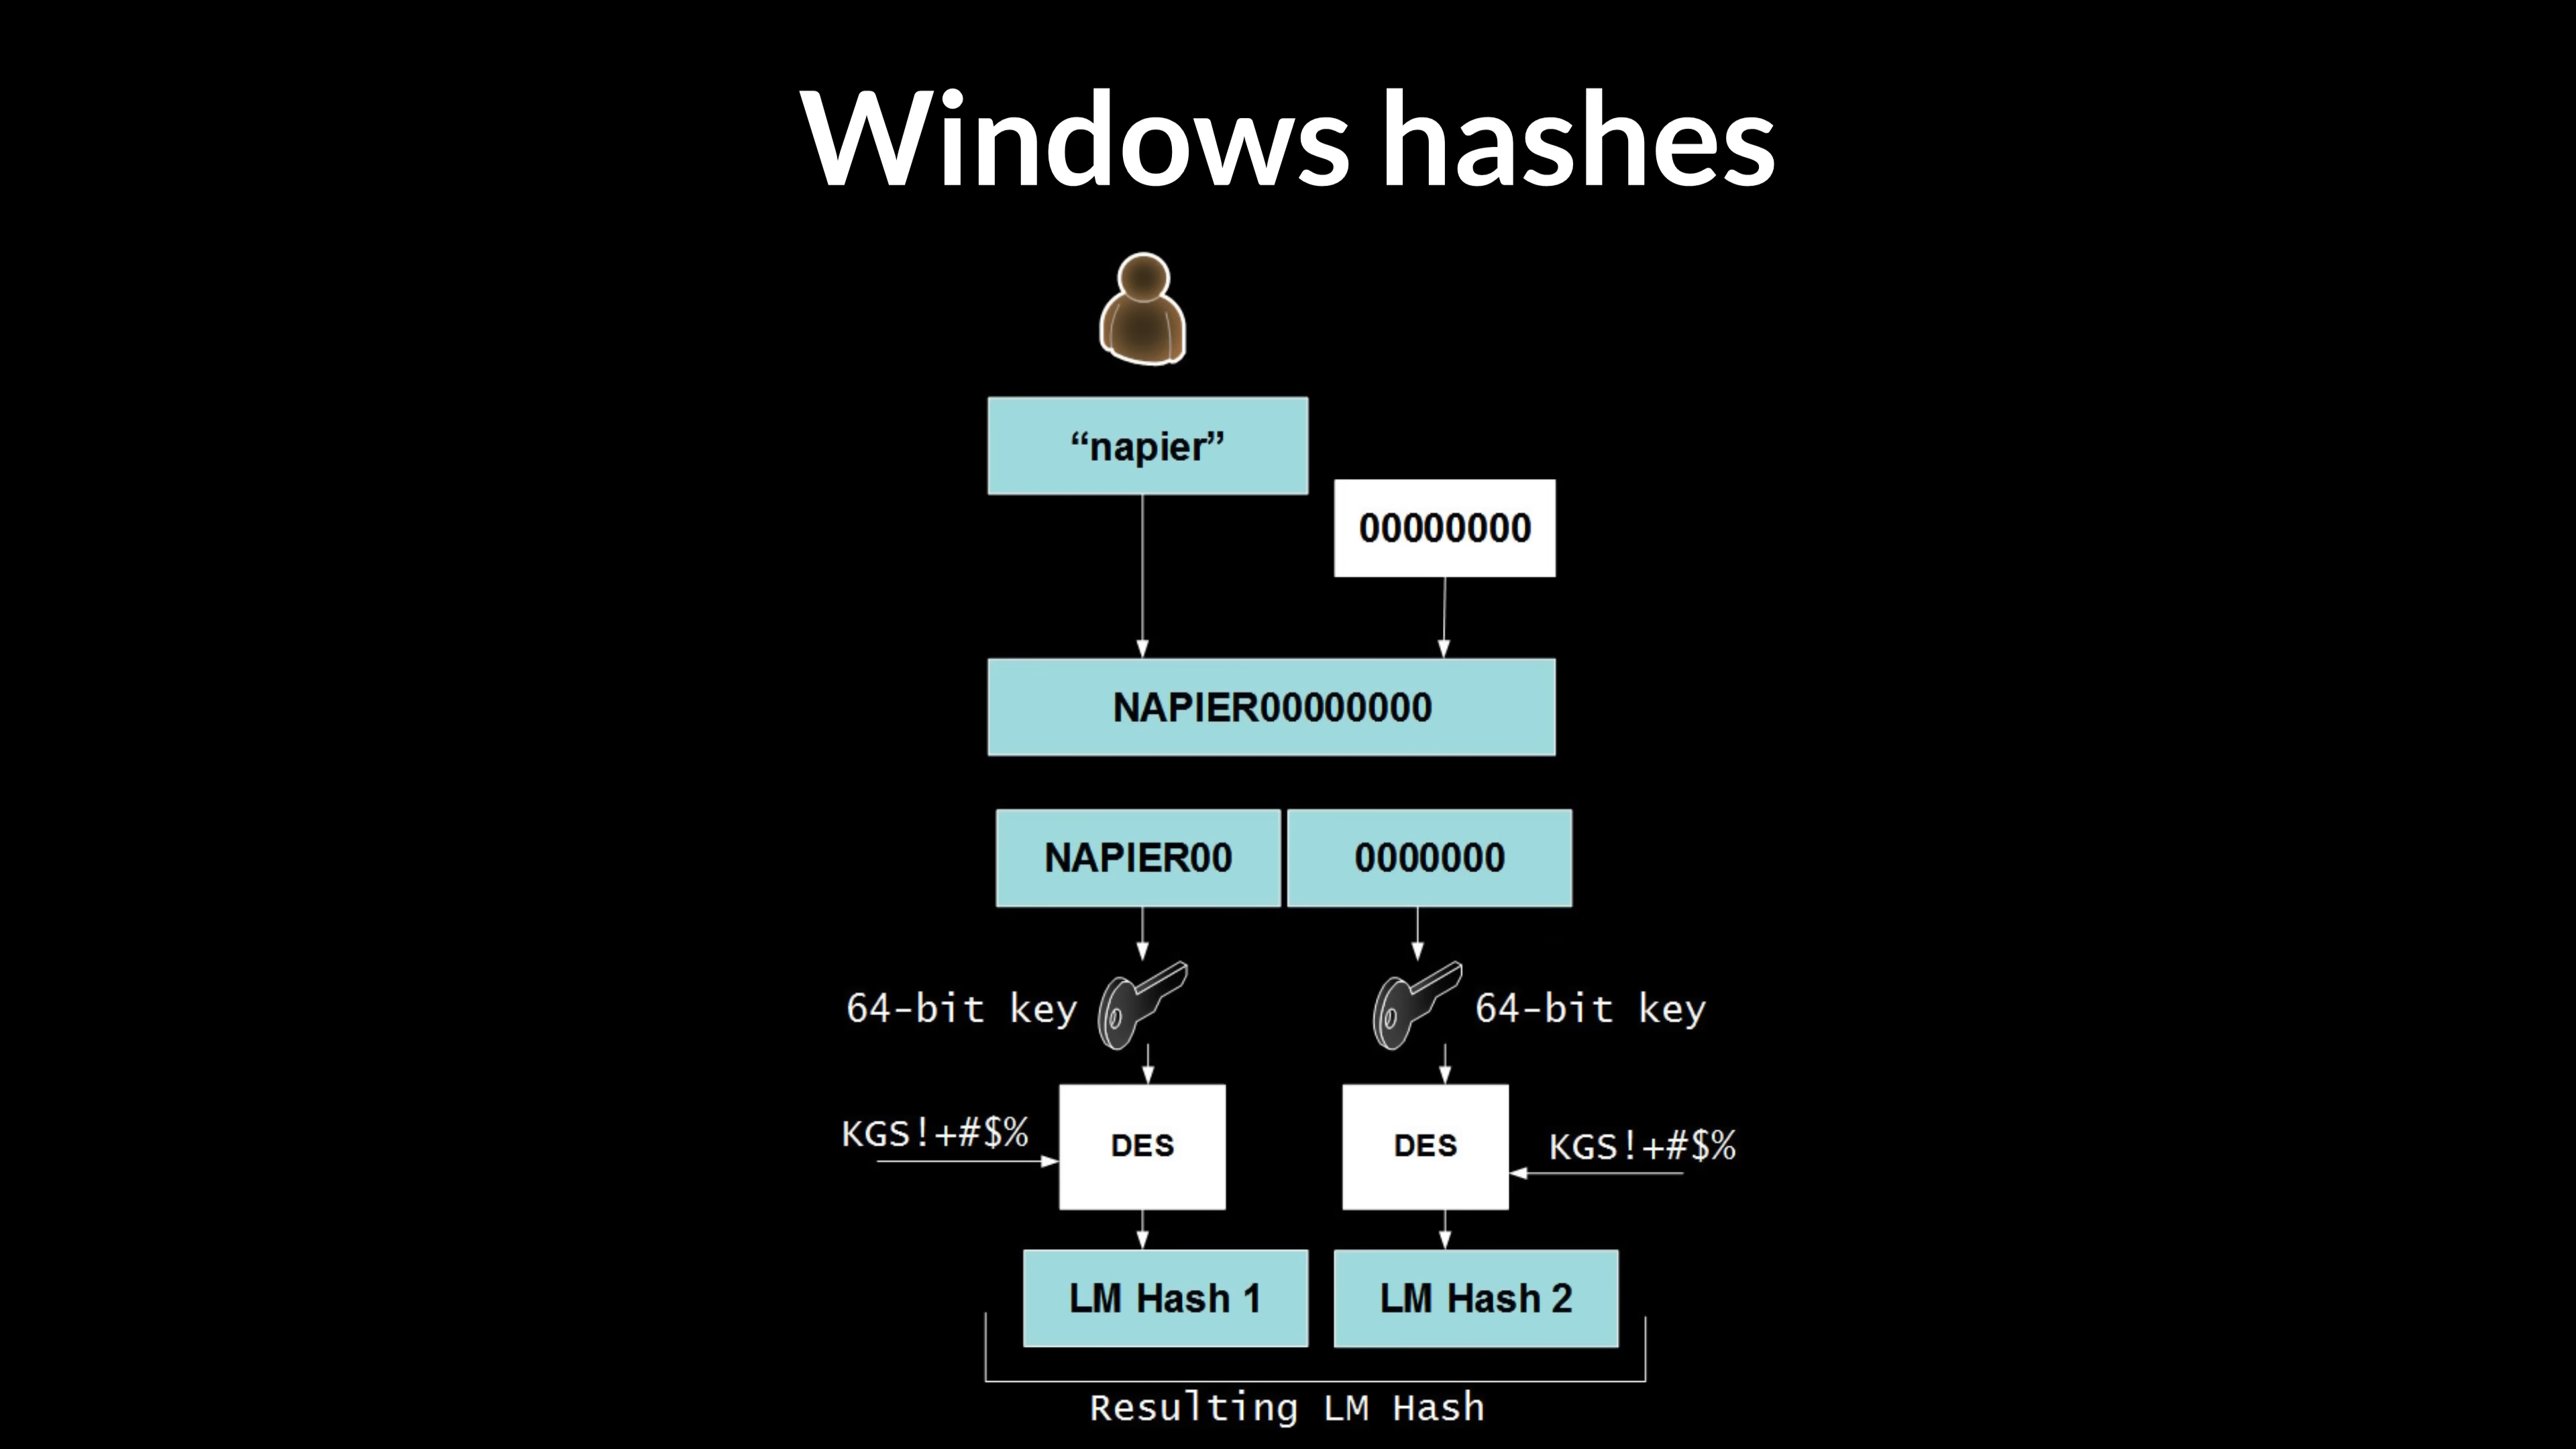 Windows hashes
“napier”
00000000
NAPIER00000000
NAPIER00
0000000
64-bit key
64-bit key
KGS!+#$%
DES
DES
KGS!+#$%
LM Hash 1
LM Hash 2
Resulting LM Hash